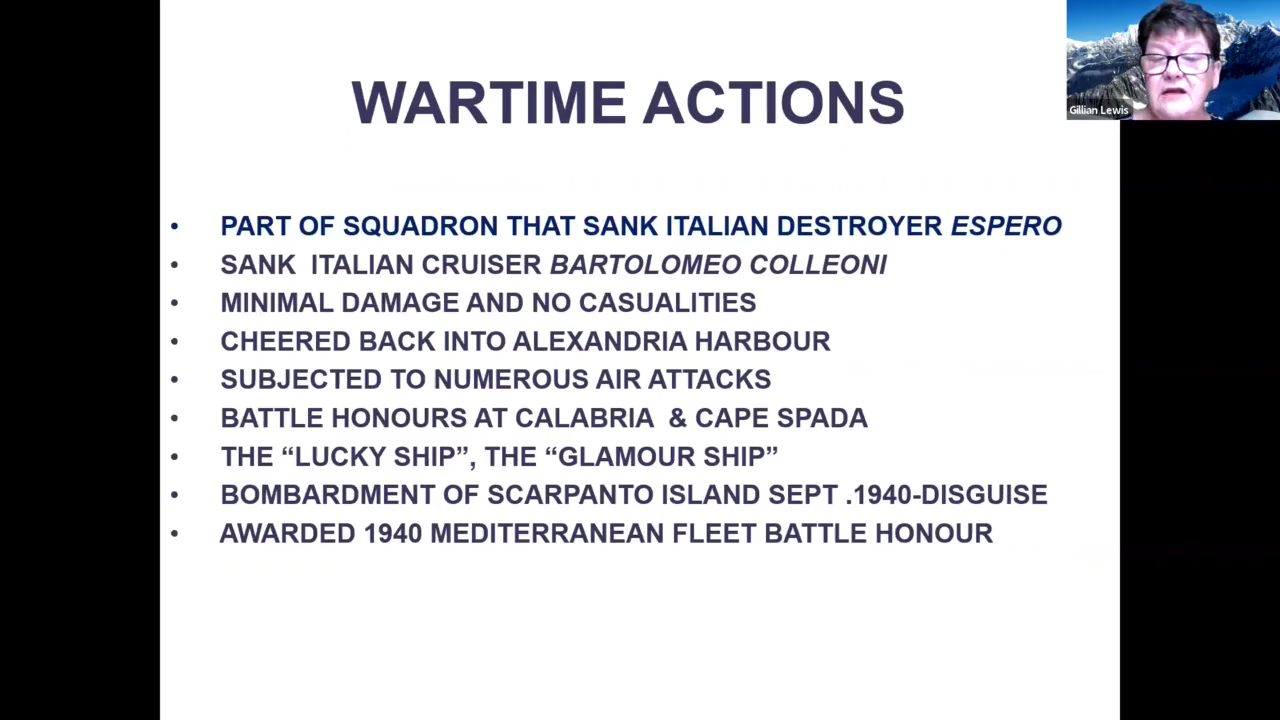 WARTIME ACTIONS
Gillian Lewis
• PART OF SQUADRON THAT SANK ITALIAN DESTROYER ESPERO
• SANK ITALIAN CRUISER BARTOLOMEO COLLEONI
• MINIMAL DAMAGE AND NO CASUALITIES
• CHEERED BACK INTO ALEXANDRIA HARBOUR
• SUBJECTED TO NUMEROUS AIR ATTACKS
• BATTLE HONOURS AT CALABRIA & CAPE SPADA
• THE “LUCKY SHIP”, THE “GLAMOUR SHIP”
• BOMBARDMENT OF SCARPANTO ISLAND SEPT .1940-DISGUISE
• AWARDED 1940 MEDITERRANEAN FLEET BATTLE HONOUR